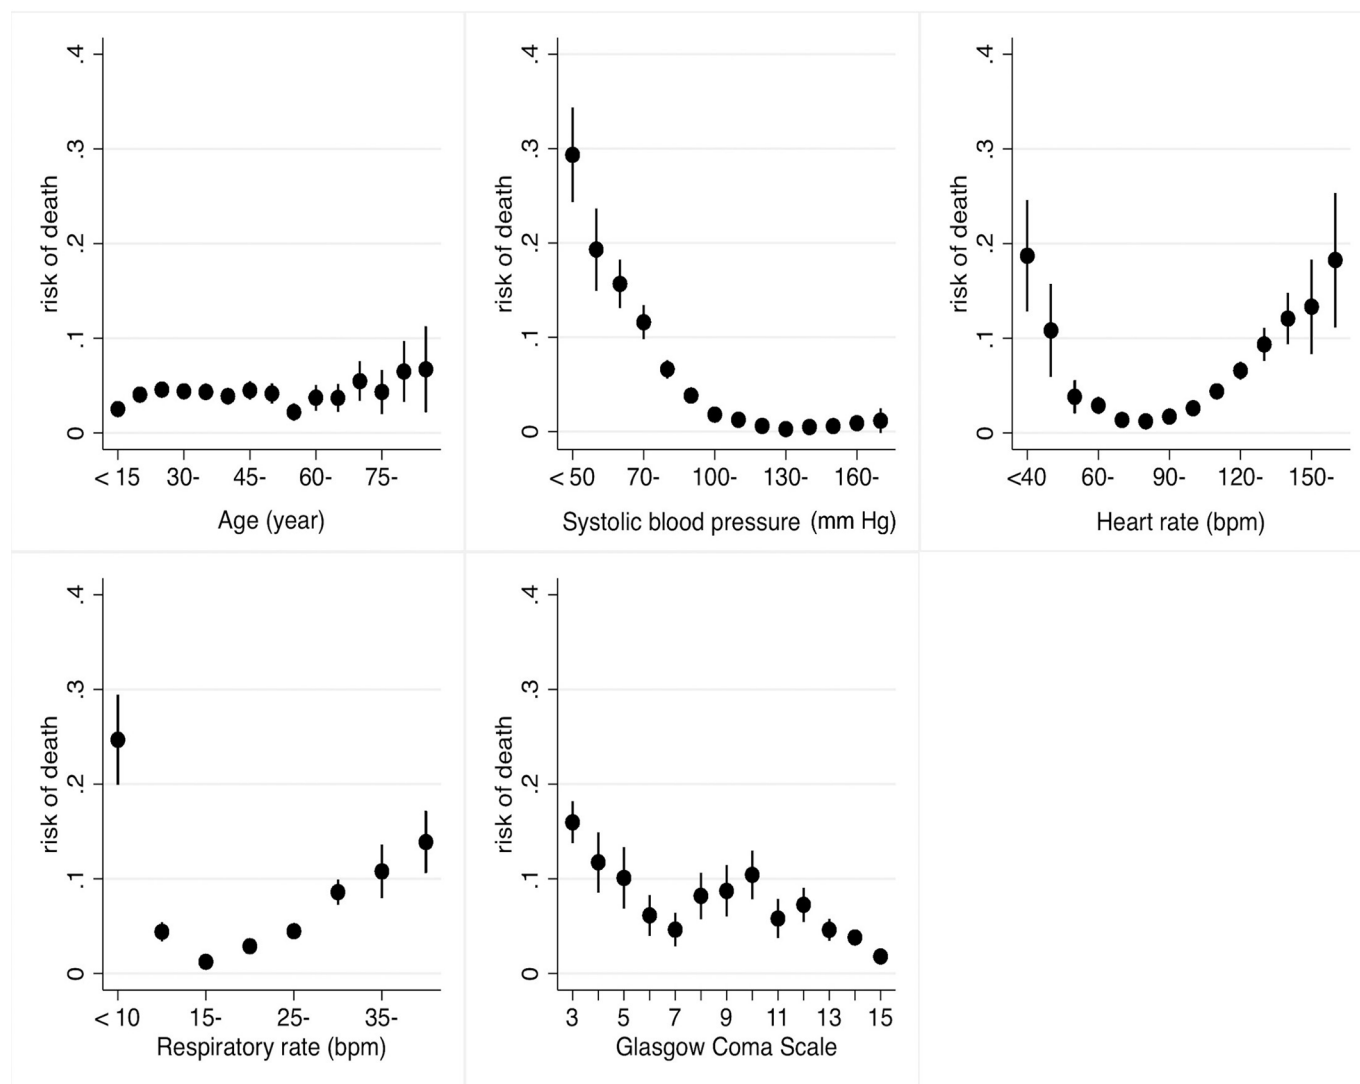 risk of death
.4
.3
.2
.1
0
< 15 30- 45- 60- 75-
Age (year)
risk of death
.4
.3
.2
.1
0
< 50 70- 100- 130- 160-
Systolic blood pressure (mm Hg)
risk of death
.4
.3
.2
.1
0
<40 60- 90- 120- 150-
Heart rate (bpm)
risk of death
.4
.3
.2
.1
0
< 10 15- 25- 35-
Respiratory rate (bpm)
risk of death
.4
.3
.2
.1
0
3 5 7 9 11 13 15
Glasgow Coma Scale